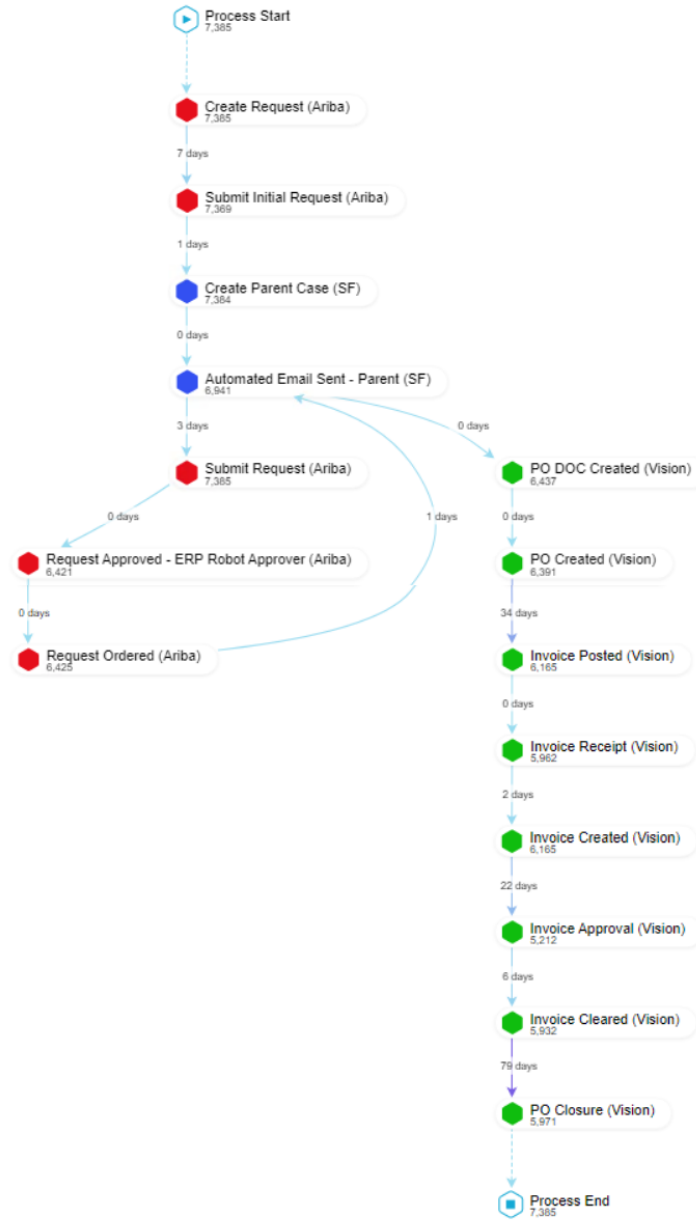 Process Start
7,385
Create Request (Ariba)
7,385
7 days
Submit Initial Request (Ariba)
7,369
1 days
Create Parent Case (SF)
7,384
0 days
Automated Email Sent - Parent (SF)
6,941
3 days
0 days
Submit Request (Ariba)
7,385
PO DOC Created (Vision)
6,437
0 days
1 days
0 days
Request Approved - ERP Robot Approver (Ariba)
6,421
PO Created (Vision)
6,391
0 days
34 days
Request Ordered (Ariba)
6,425
Invoice Posted (Vision)
6,165
0 days
Invoice Receipt (Vision)
5,962
2 days
Invoice Created (Vision)
6,165
22 days
Invoice Approval (Vision)
5,212
6 days
Invoice Cleared (Vision)
5,932
79 days
PO Closure (Vision)
5,971
Process End
7,385